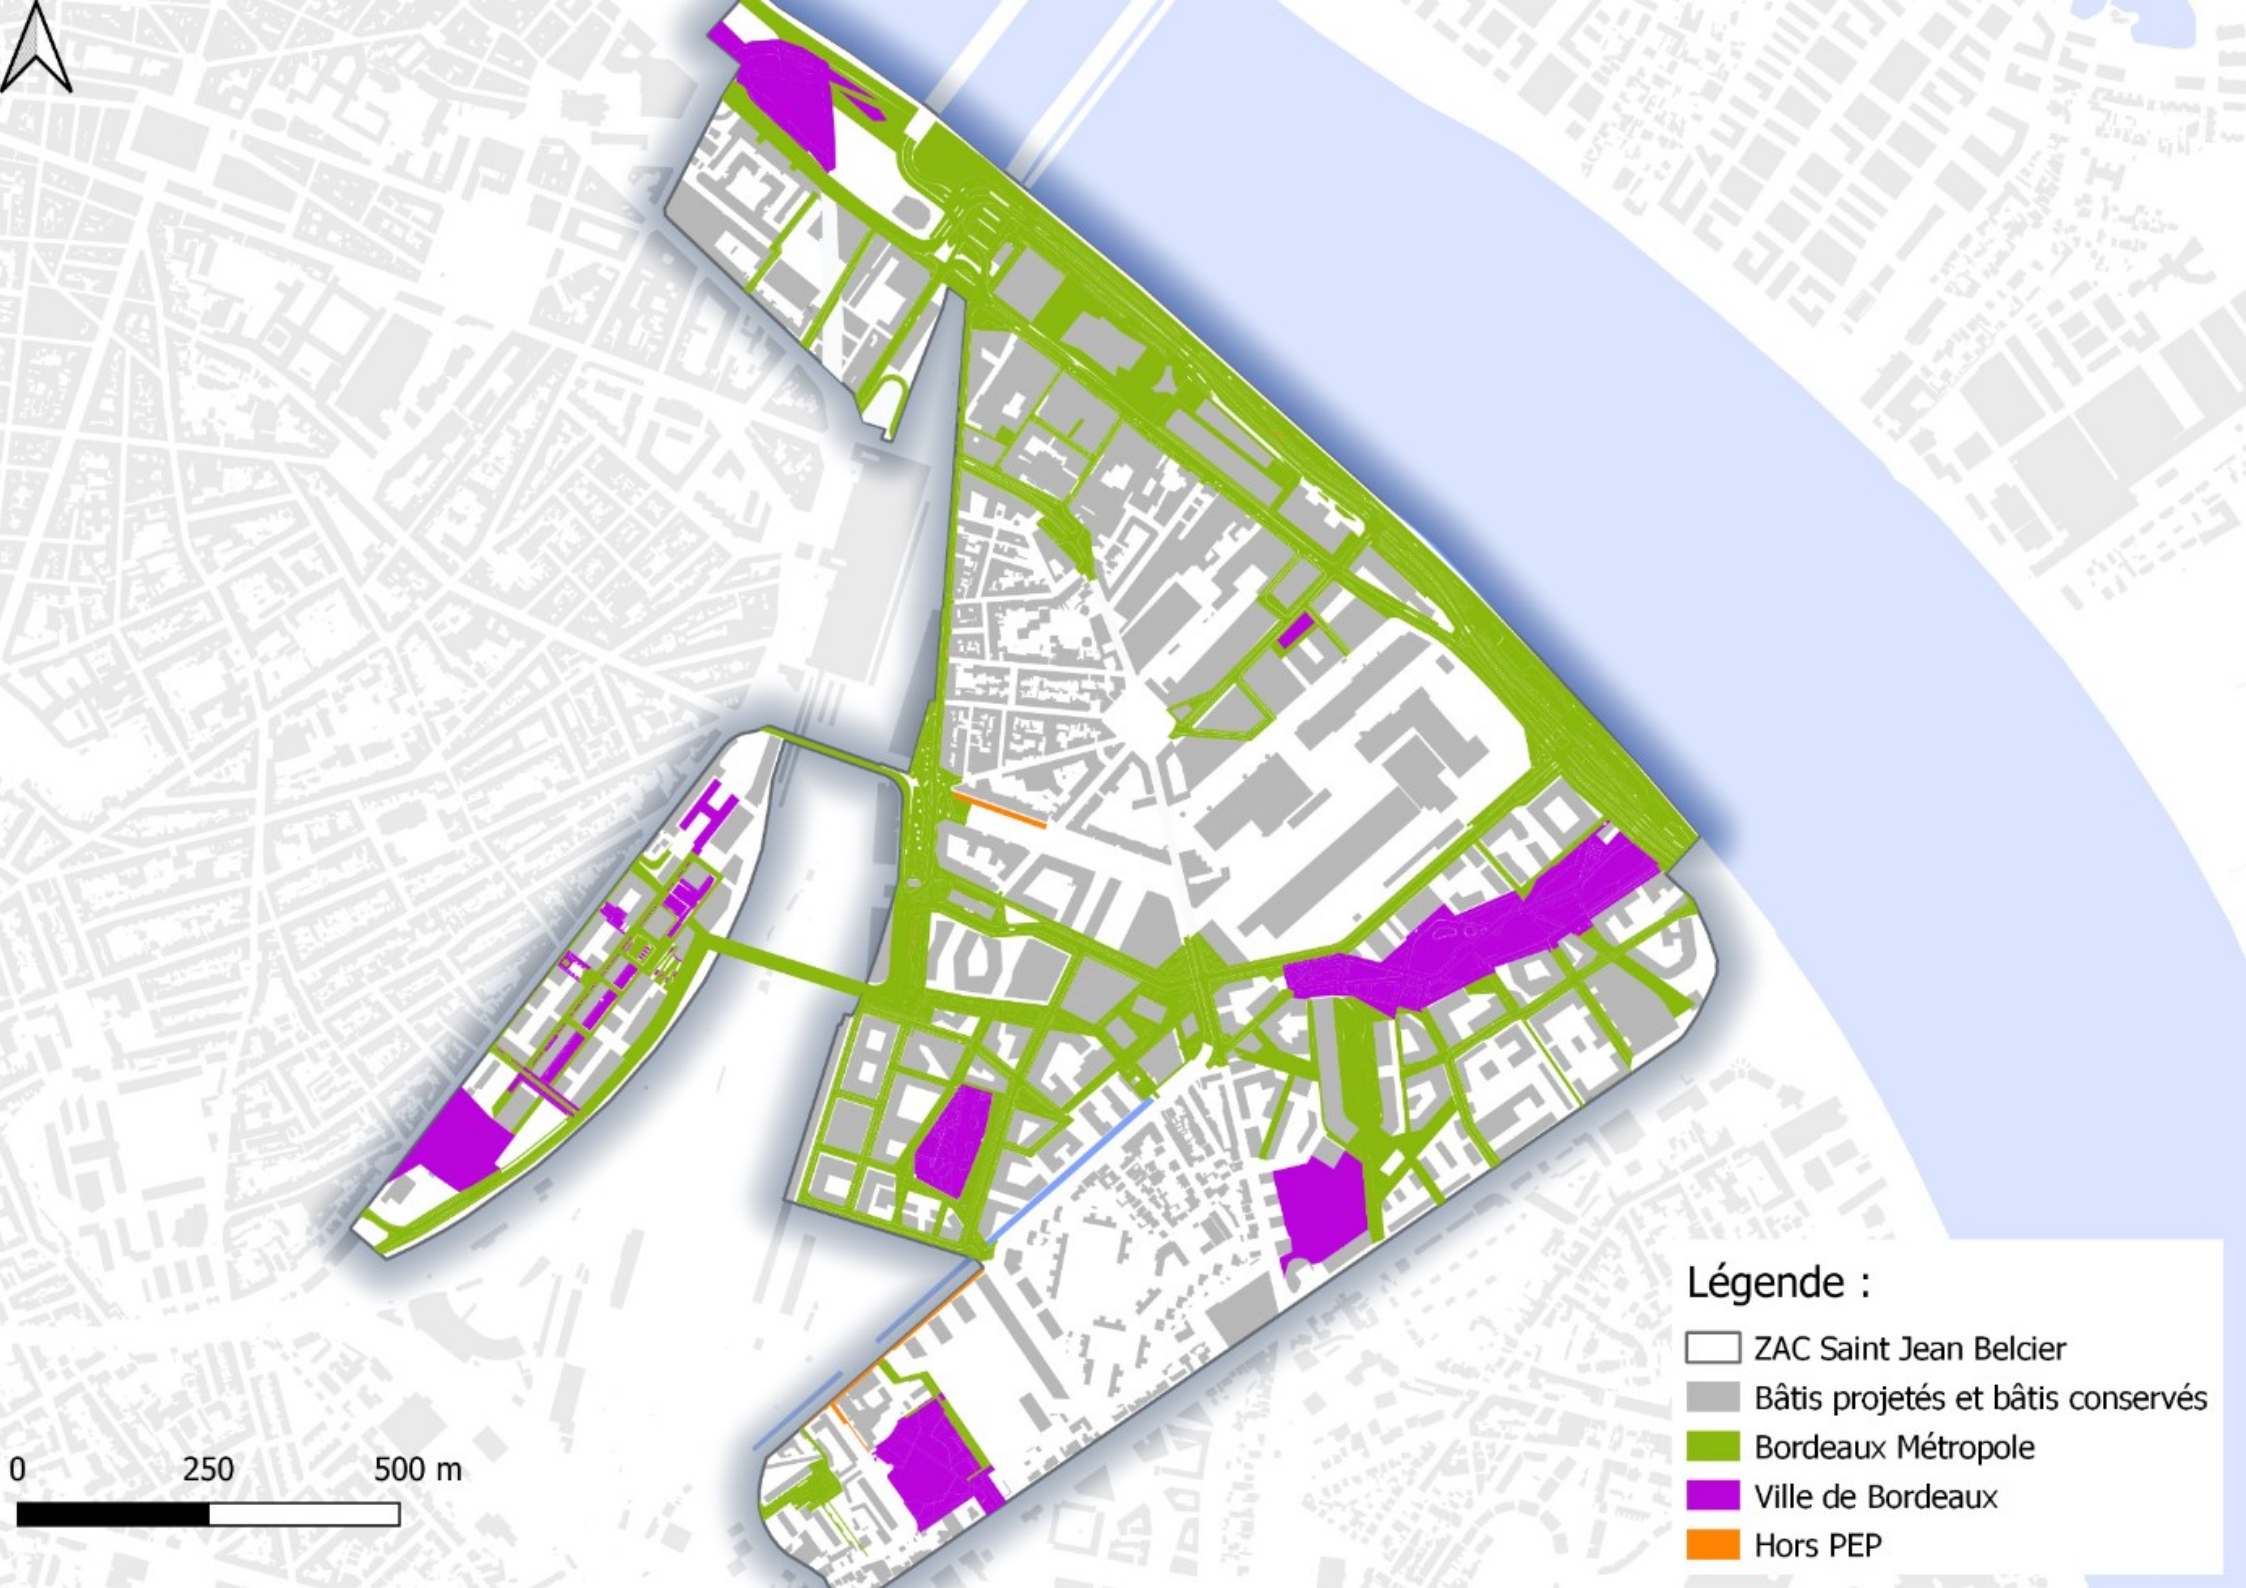 Légende :
ZAC Saint Jean Belcier
Bâtis projetés et bâtis conservés
Bordeaux Métropole
Ville de Bordeaux
Hors PEP
0 250 500 m